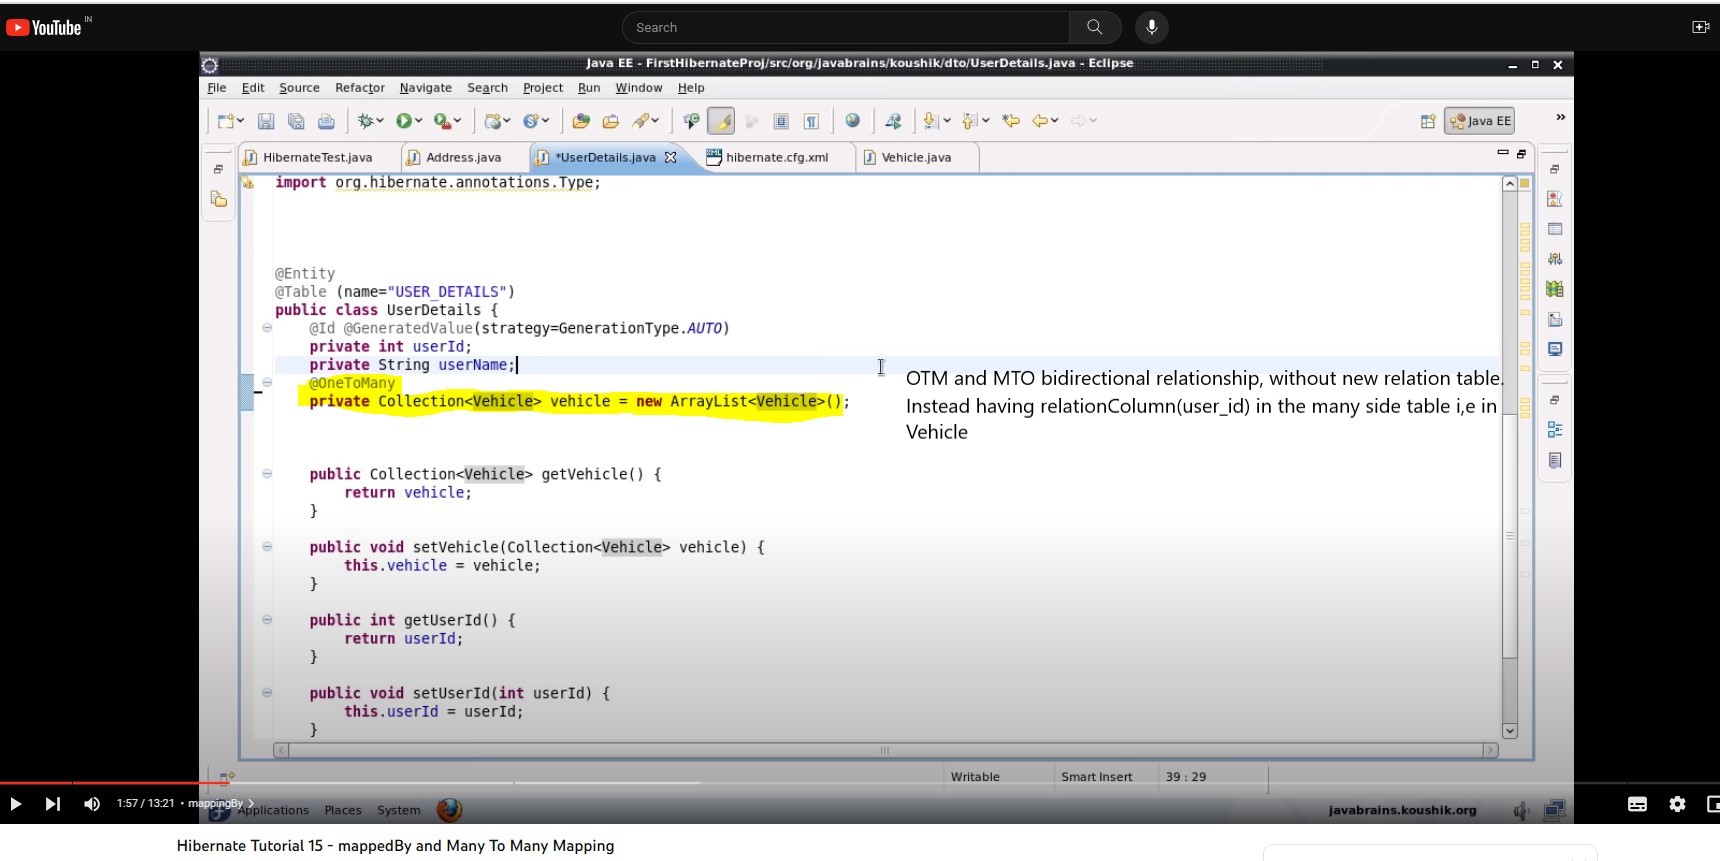 YouTube IN
Search
Java EE - FirstHibernateProj/src/org/javabrains/koushik/dto/UserDetails.java - Eclipse
File Edit Source Refactor Navigate Search Project Run Window Help
Java EE
HibernateTest.java Address.java *UserDetails.java hibernate.cfg.xml Vehicle.java
import org.hibernate.annotations.Type;
@Entity
@Table (name="USER_DETAILS")
public class UserDetails {
@Id @GeneratedValue(strategy=GenerationType.AUTO)
private int userId;
private String userName;
@OneToMany
private Collection<Vehicle> vehicle = new ArrayList<Vehicle>();
OTM and MTO bidirectional relationship, without new relation table.
Instead having relationColumn(user_id) in the many side table i,e in
Vehicle
public Collection<Vehicle> getVehicle() {
return vehicle;
}
public void setVehicle(Collection<Vehicle> vehicle) {
this.vehicle = vehicle;
}
public int getUserId() {
return userId;
}
public void setUserId(int userId) {
this.userId = userId;
}
Writable Smart Insert 39 : 29
1:57 / 13:21 • mappingBy
Applications Places System
javabrains.koushik.org
Hibernate Tutorial 15 - mappedBy and Many To Many Mapping